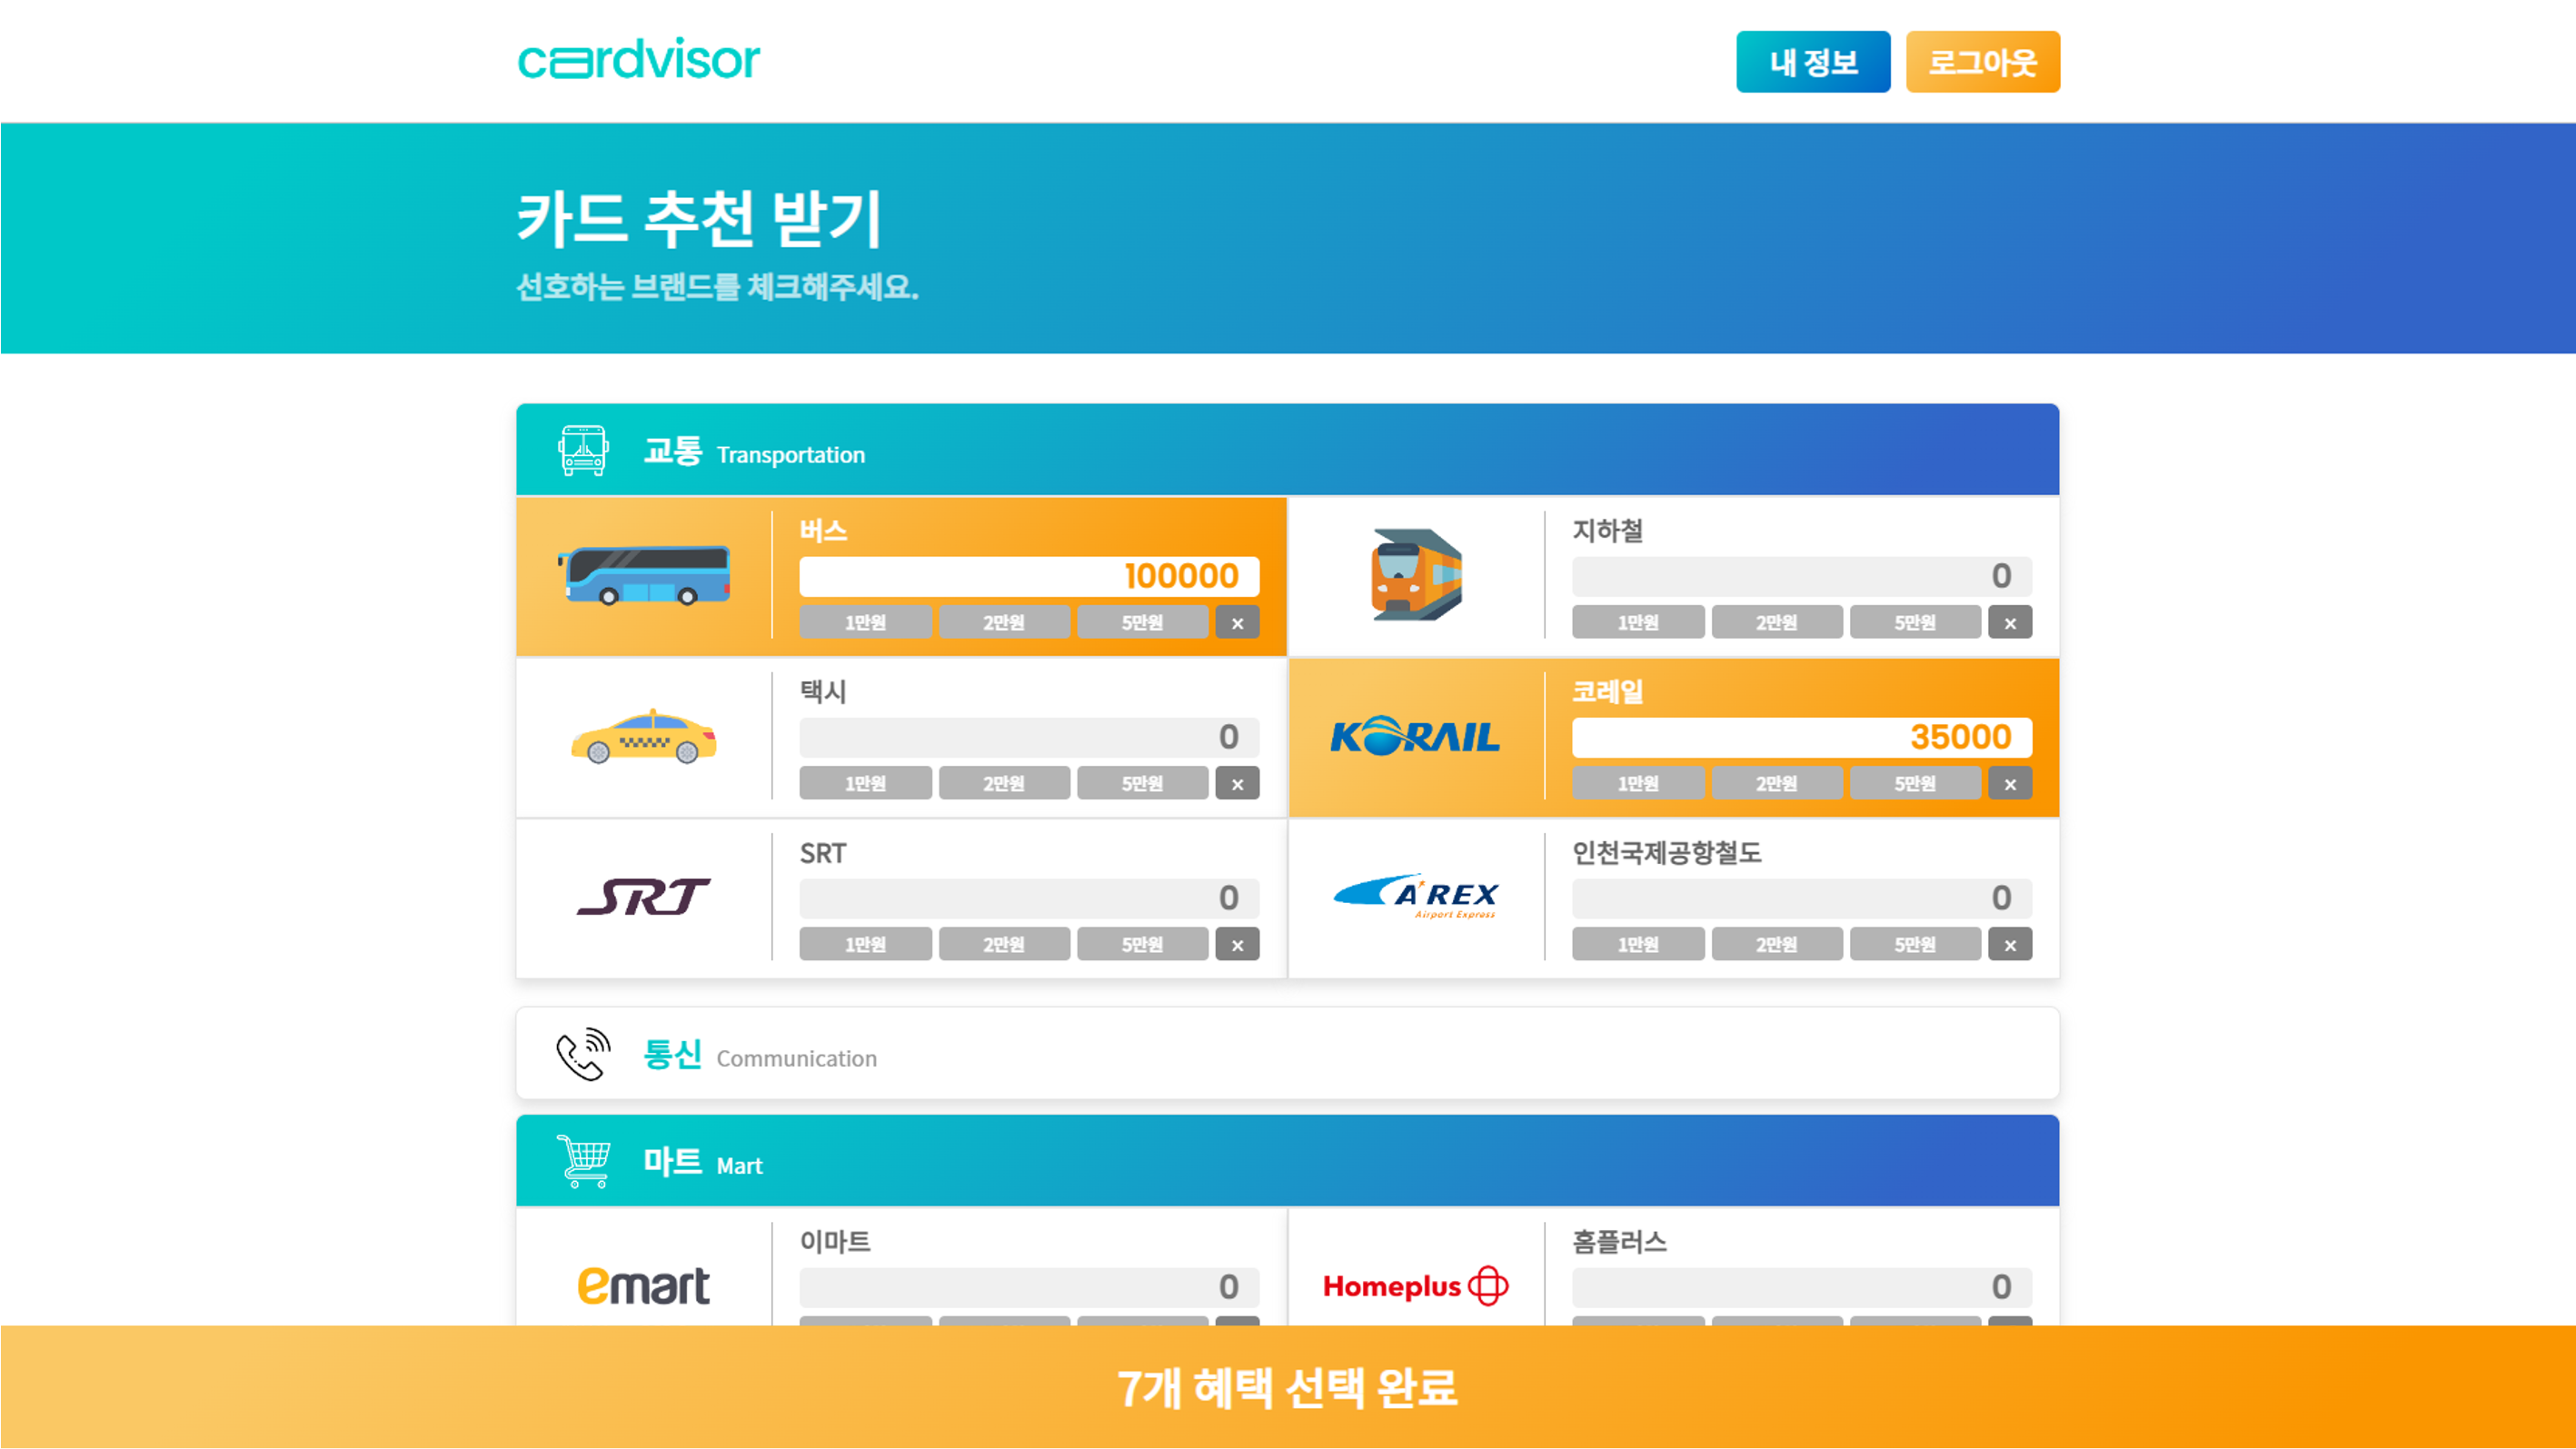 cardvisor
내 정보
로그아웃
카드 추천 받기
선호하는 브랜드를 체크해주세요.
교통 Transportation
버스
100000
1만원 2만원 5만원 ×
지하철
0
1만원 2만원 5만원 ×
택시
0
1만원 2만원 5만원 ×
KORAIL
코레일
35000
1만원 2만원 5만원 ×
SRT
SRT
0
1만원 2만원 5만원 ×
A'REX
Airport Express
인천국제공항철도
0
1만원 2만원 5만원 ×
통신 Communication
마트 Mart
emart
이마트
0
Homeplus
홈플러스
0
7개 혜택 선택 완료